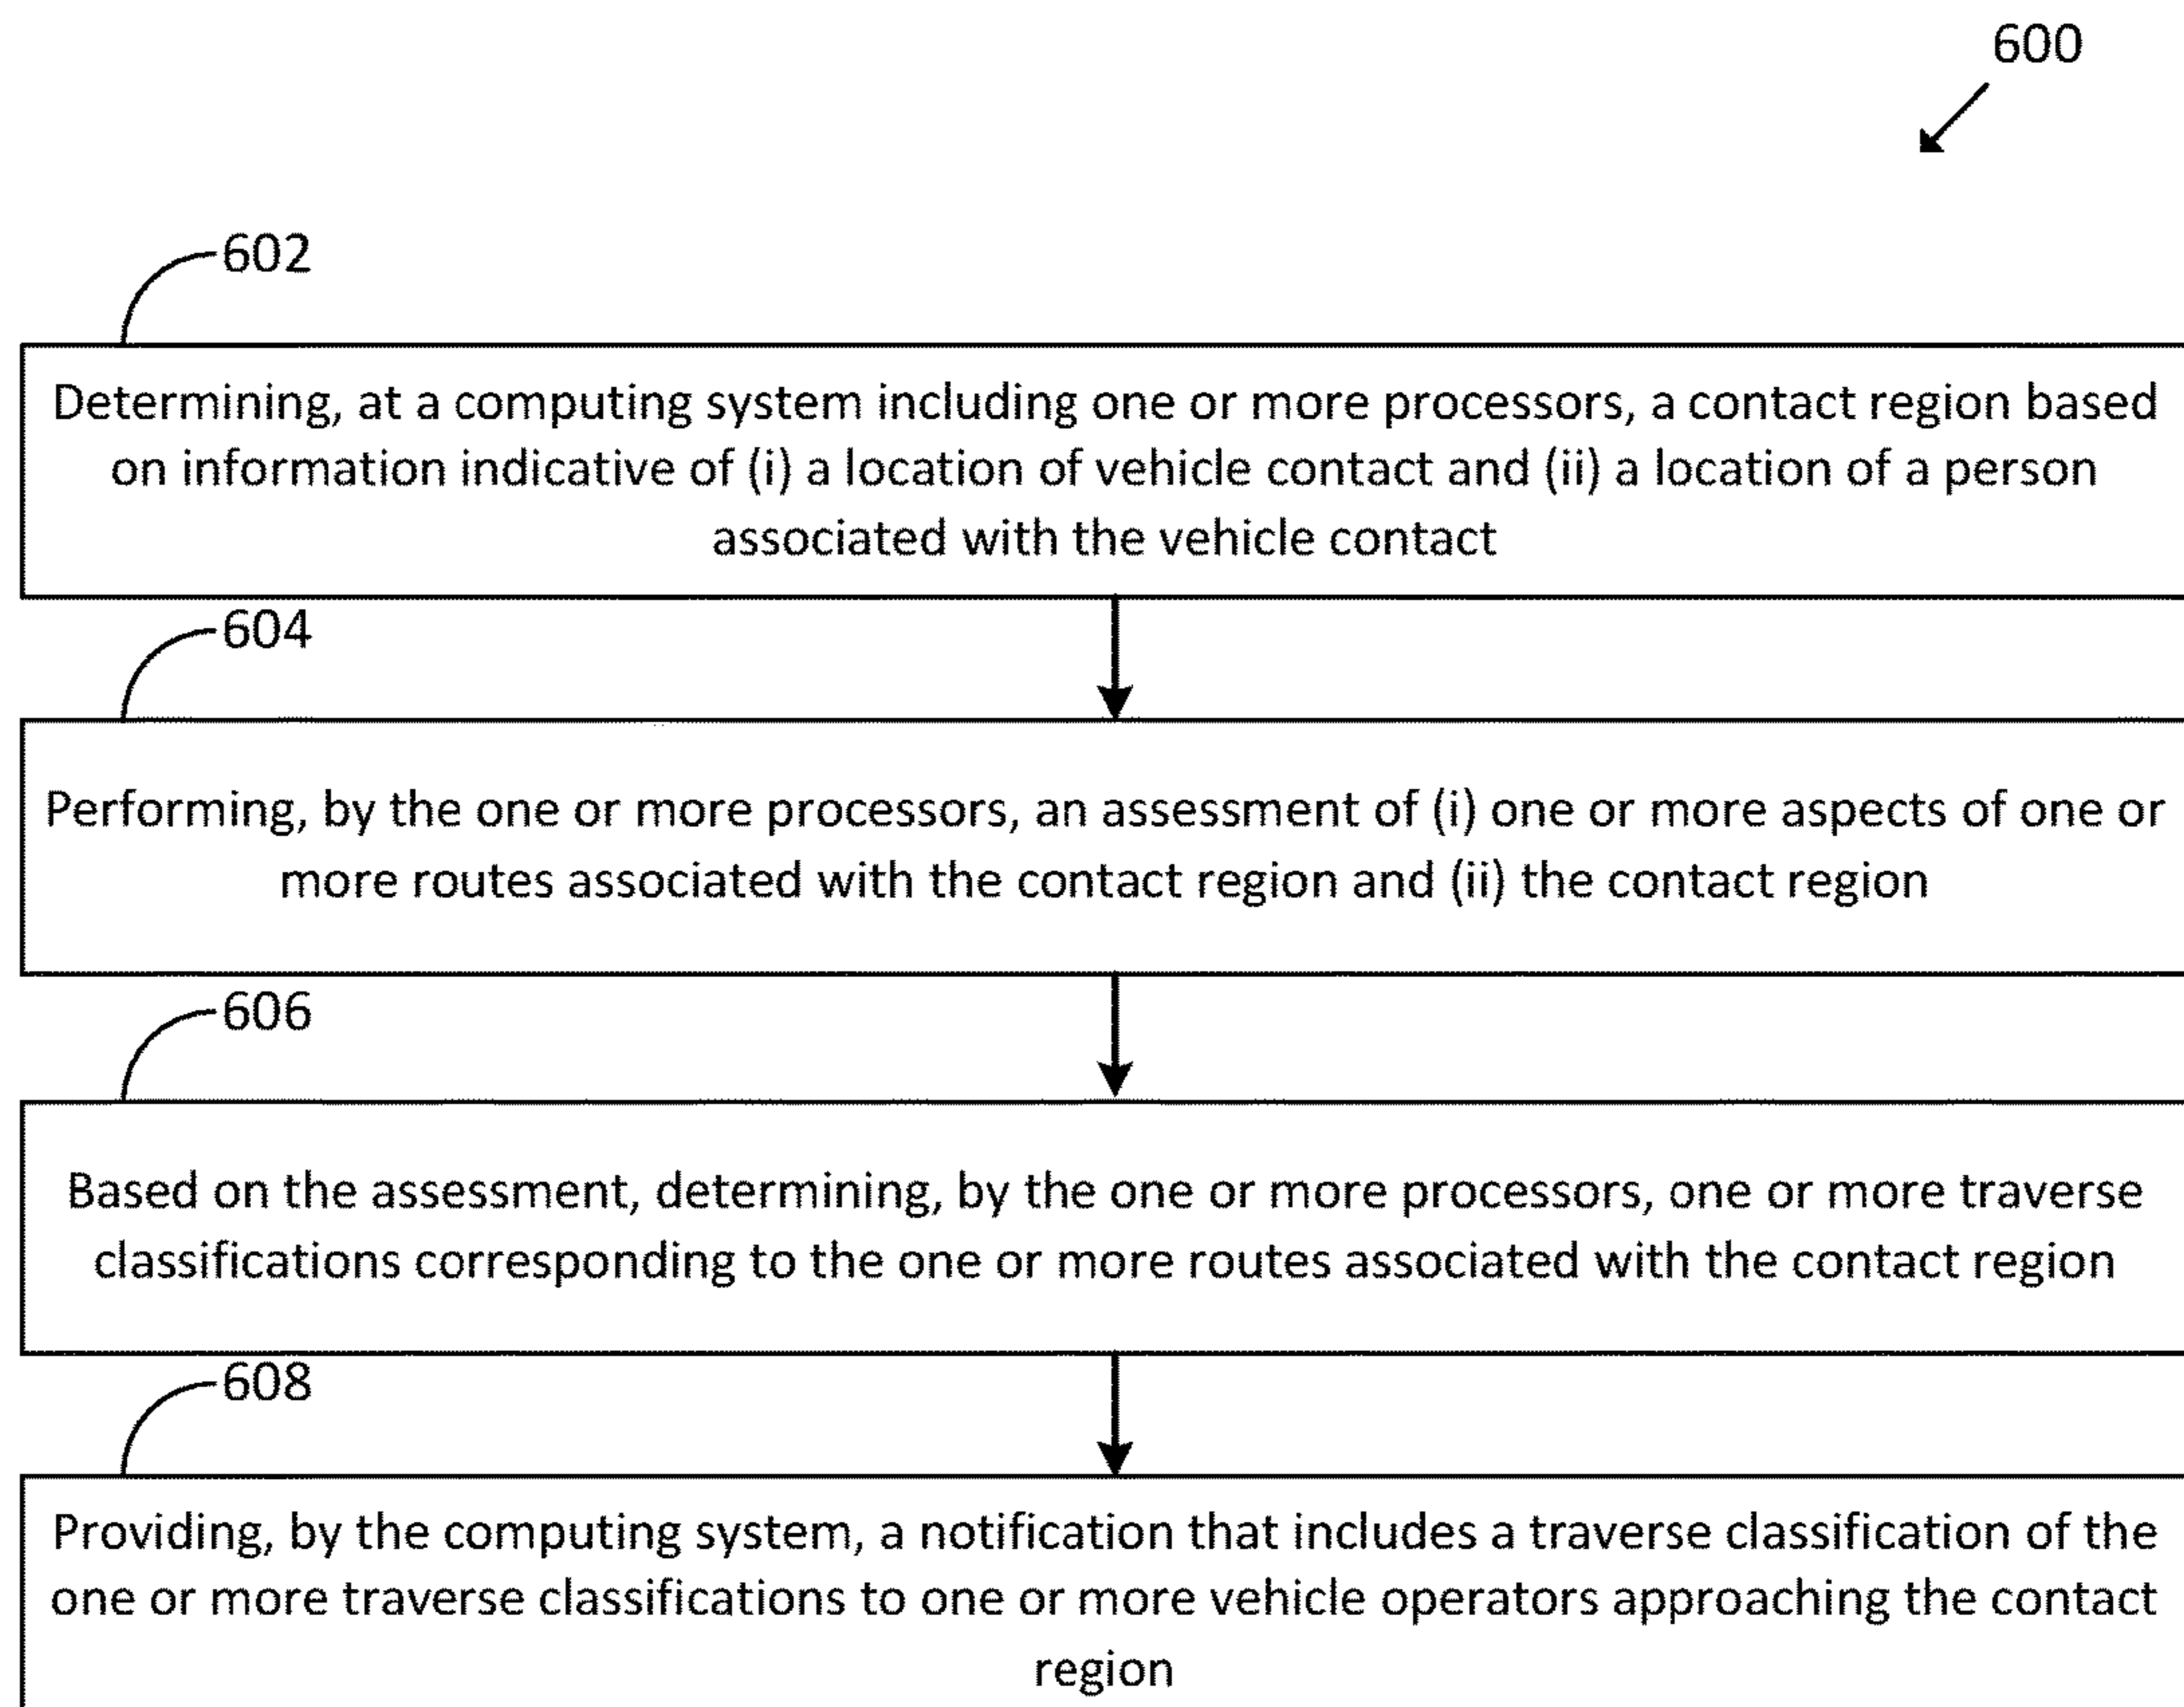 600
602
Determining, at a computing system including one or more processors, a contact region based
on information indicative of (i) a location of vehicle contact and (ii) a location of a person
associated with the vehicle contact
604
Performing, by the one or more processors, an assessment of (i) one or more aspects of one or
more routes associated with the contact region and (ii) the contact region
606
Based on the assessment, determining, by the one or more processors, one or more traverse
classifications corresponding to the one or more routes associated with the contact region
608
Providing, by the computing system, a notification that includes a traverse classification of the
one or more traverse classifications to one or more vehicle operators approaching the contact
region